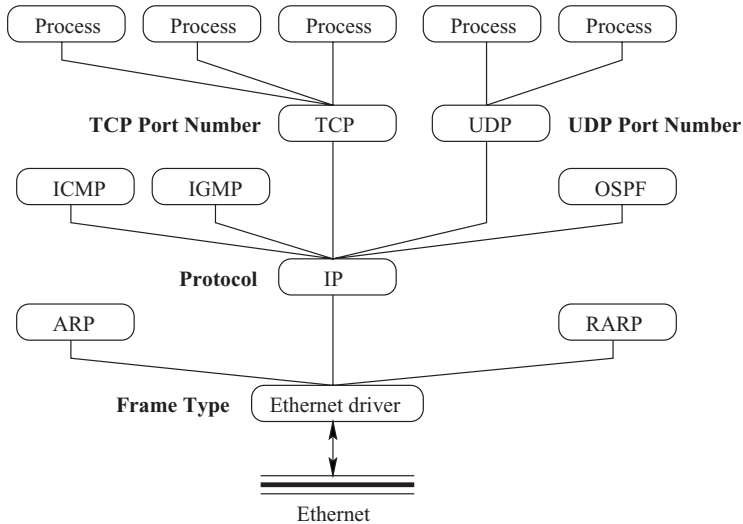 Process
Process
Process
Process
Process
TCP Port Number
TCP
UDP
UDP Port Number
ICMP
IGMP
OSPF
Protocol
IP
ARP
RARP
Frame Type
Ethernet driver
Ethernet